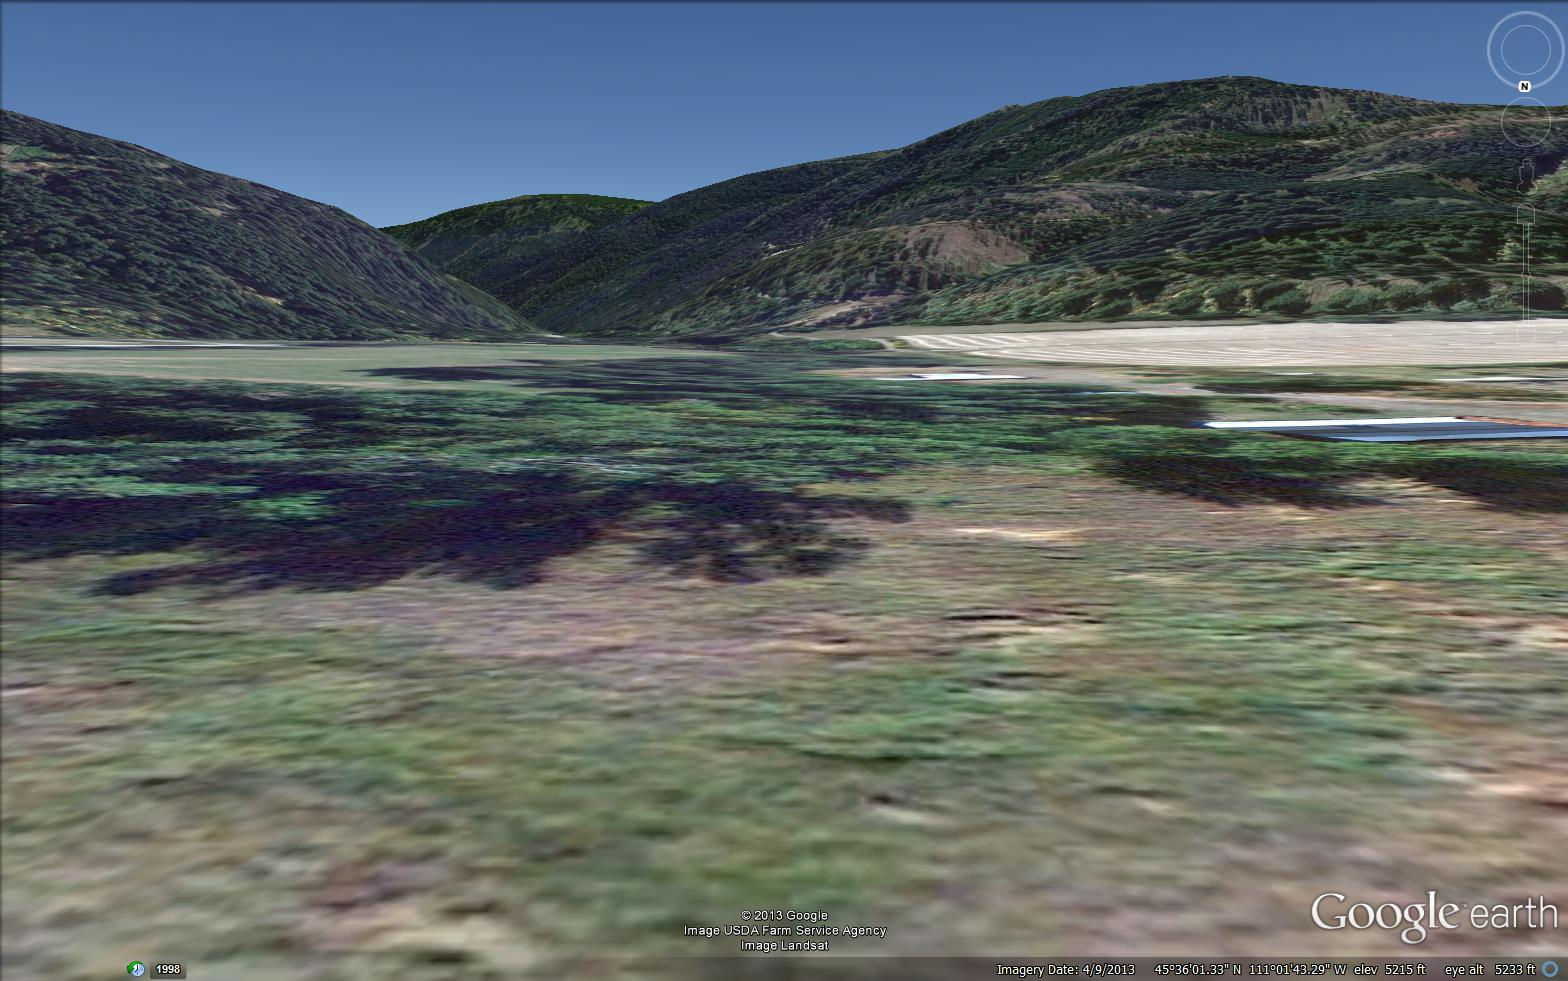 N
© 2013 Google
Image USDA Farm Service Agency
Image Landsat
Google earth
1998
Imagery Date: 4/9/2013 45°36'01.33" N 111°01'43.29" W elev 5215 ft eye alt 5233 ft